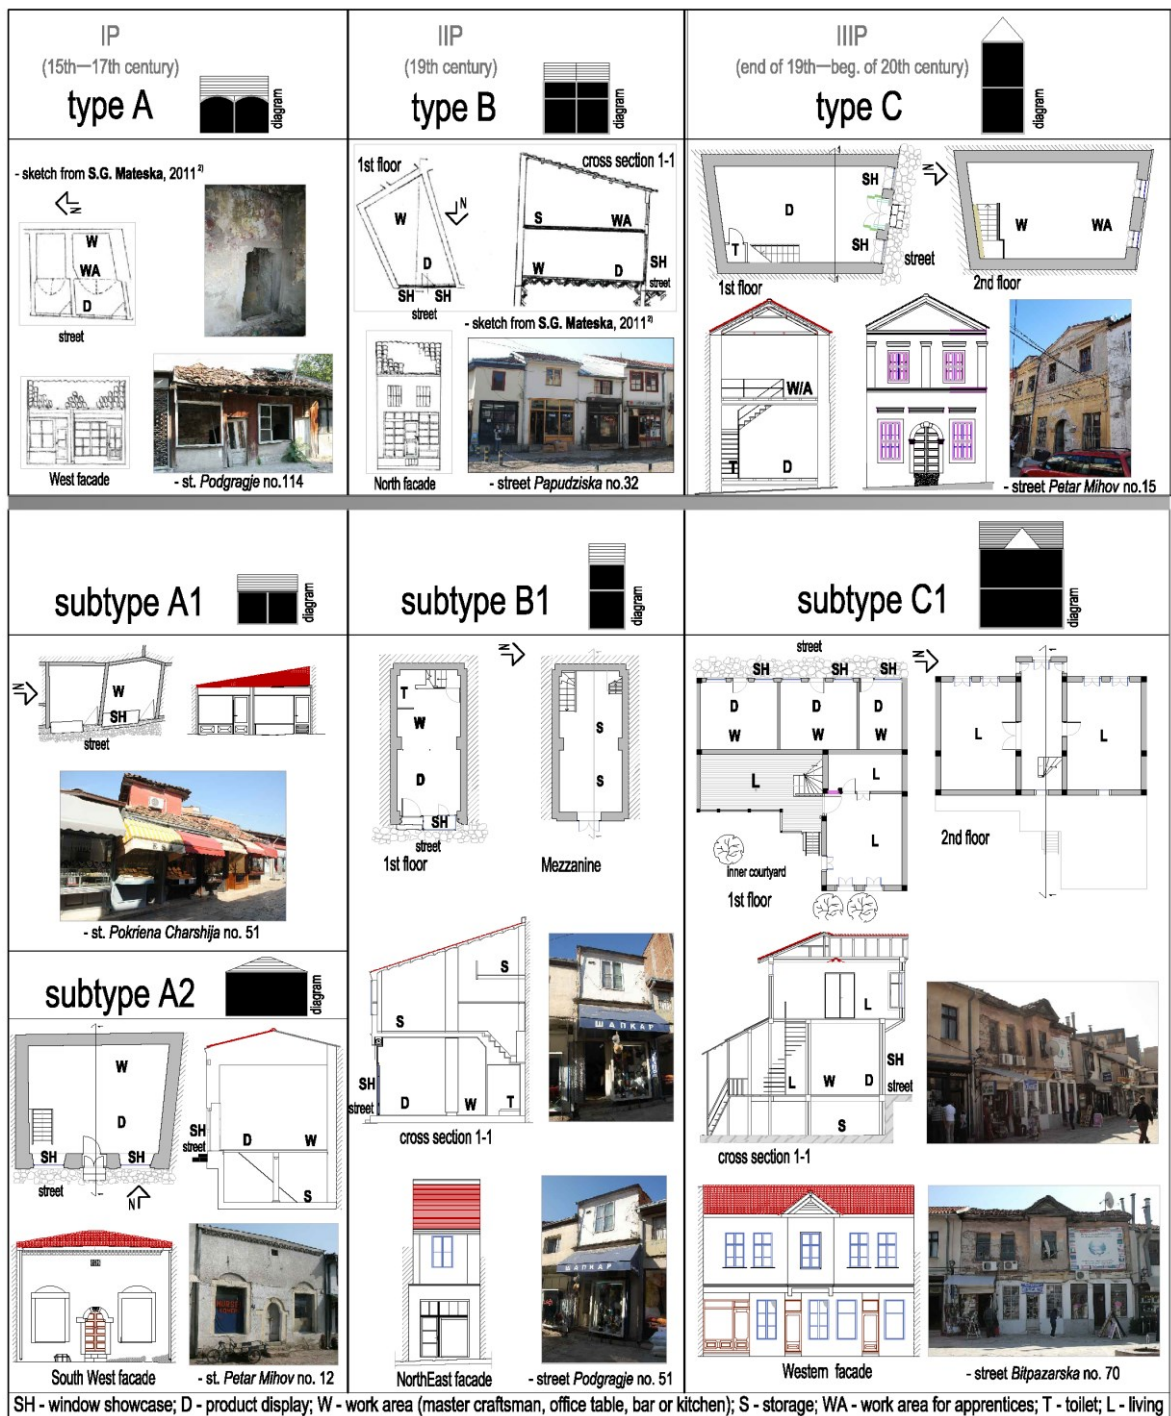 IP
(15th—17th century)
type A
diagram
IIP
(19th century)
type B
diagram
IIIP
(end of 19th—beg. of 20th century)
type C
diagram
- sketch from S.G. Mateska, 2011²⁾
N
W
WA
D
street
West facade
- st. Podgragje no.114
1st floor
W
N
D
SH SH
street
cross section 1-1
S WA
W D
SH
street
- sketch from S.G. Mateska, 2011²⁾
North facade
- street Papudziska no.32
D
SH
SH
T
1st floor
N
street
W WA
2nd floor
W/A
T D
- street Petar Mihov no.15
subtype A1
diagram
N
W
SH
street
- st. Pokriena Charshija no. 51
subtype A2
diagram
W
D
SH SH
street
N
SH
street
D W
S
South West facade
- st. Petar Mihov no. 12
subtype B1
diagram
N
T
W
D
SH
street
1st floor
S
S
Mezzanine
S
S
SH
street
D W T
cross section 1-1
ШАПКАР
NorthEast facade
ШАПКАР
- street Podgragje no. 51
subtype C1
diagram
street
SH SH SH
N
D D D
W W W
L L
L
inner courtyard
1st floor
L L
2nd floor
L
SH
street
L W D
S
cross section 1-1
Western facade
- street Bitpazarska no. 70
SH - window showcase; D - product display; W - work area (master craftsman, office table, bar or kitchen); S - storage; WA - work area for apprentices; T - toilet; L - living